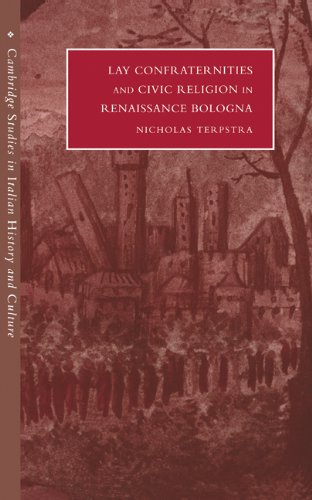 LAY CONFRATERNITIES
AND CIVIC RELIGION IN
RENAISSANCE BOLOGNA
NICHOLAS TERPSTRA
Cambridge Studies in Italian History and Culture